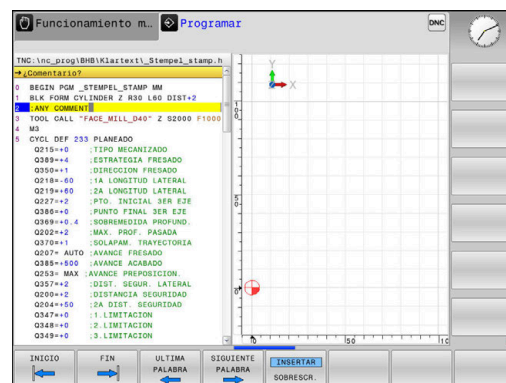 Funcionamiento m...
Programar
DNC
TNC:\nc_prog\BHB\Klartext\_Stempel_stamp.h
→¿Comentario?
0 BEGIN PGM _STEMPEL_STAMP MM
1 BLK FORM CYLINDER Z R30 L60 DIST+2
2 ;ANY COMMENT
3 TOOL CALL "FACE_MILL_D40" Z S2000 F1000
4 M3
5 CYCL DEF 233 PLANEADO
Q215=+0 ;TIPO MECANIZADO
Q389=+4 ;ESTRATEGIA FRESADO
Q350=+1 ;DIRECCION FRESADO
Q218=-60 ;1A LONGITUD LATERAL
Q219=+60 ;2A LONGITUD LATERAL
Q227=+2 ;PTO. INICIAL 3ER EJE
Q386=+0 ;PUNTO FINAL 3ER EJE
Q369=+0.4 ;SOBREMEDIDA PROFUND.
Q202=+2 ;MAX. PROF. PASADA
Q370=+1 ;SOLAPAM. TRAYECTORIA
Q207= AUTO ;AVANCE FRESADO
Q385=+500 ;AVANCE ACABADO
Q253= MAX ;AVANCE PREPOSICION.
Q357=+2 ;DIST. SEGUR. LATERAL
Q200=+2 ;DISTANCIA SEGURIDAD
Q204=+50 ;2A DIST. SEGURIDAD
Q347=+0 ;1.LIMITACION
Q348=+0 ;2.LIMITACION
Q349=+0 ;3.LIMITACION
Y
X
100
50
0
0
50
INICIO
FIN
ULTIMA PALABRA
SIGUIENTE PALABRA
INSERTAR
SOBRESCR.